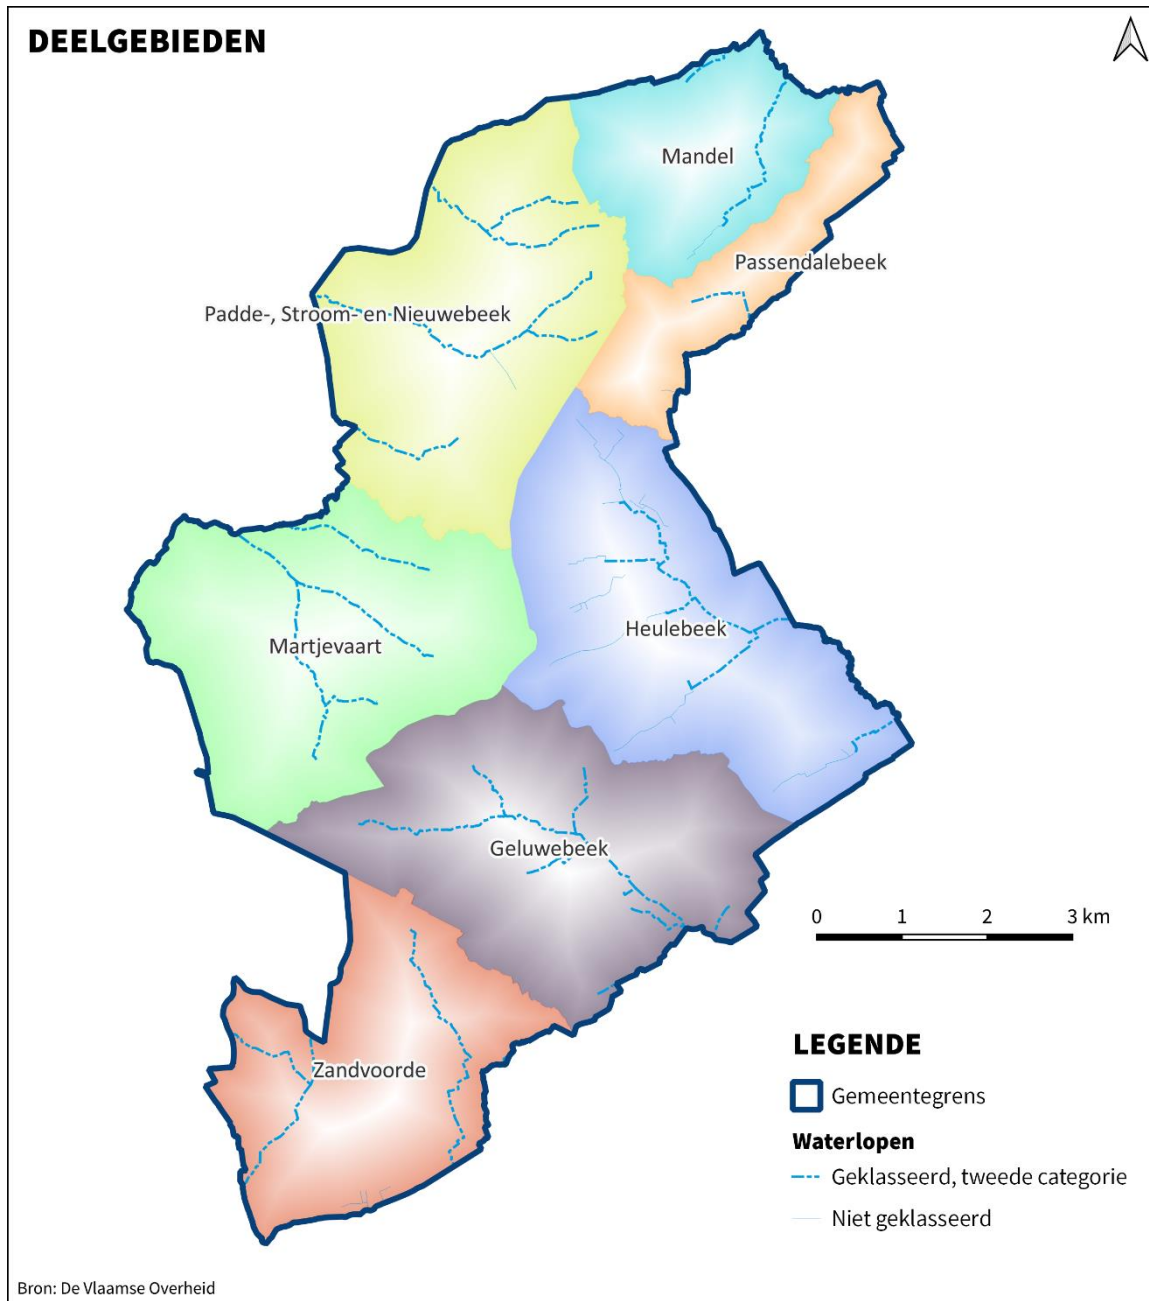 DEELGEBIEDEN
Mandel
Passendalebeek
Padde-, Stroom- en Nieuwebeek
Heulebeek
Martjevaart
Geluwebeek
0 1 2 3 km
Zandvoorde
LEGENDE
Gemeentegrens
Waterlopen
Geklasseerd, tweede categorie
Niet geklasseerd
Bron: De Vlaamse Overheid